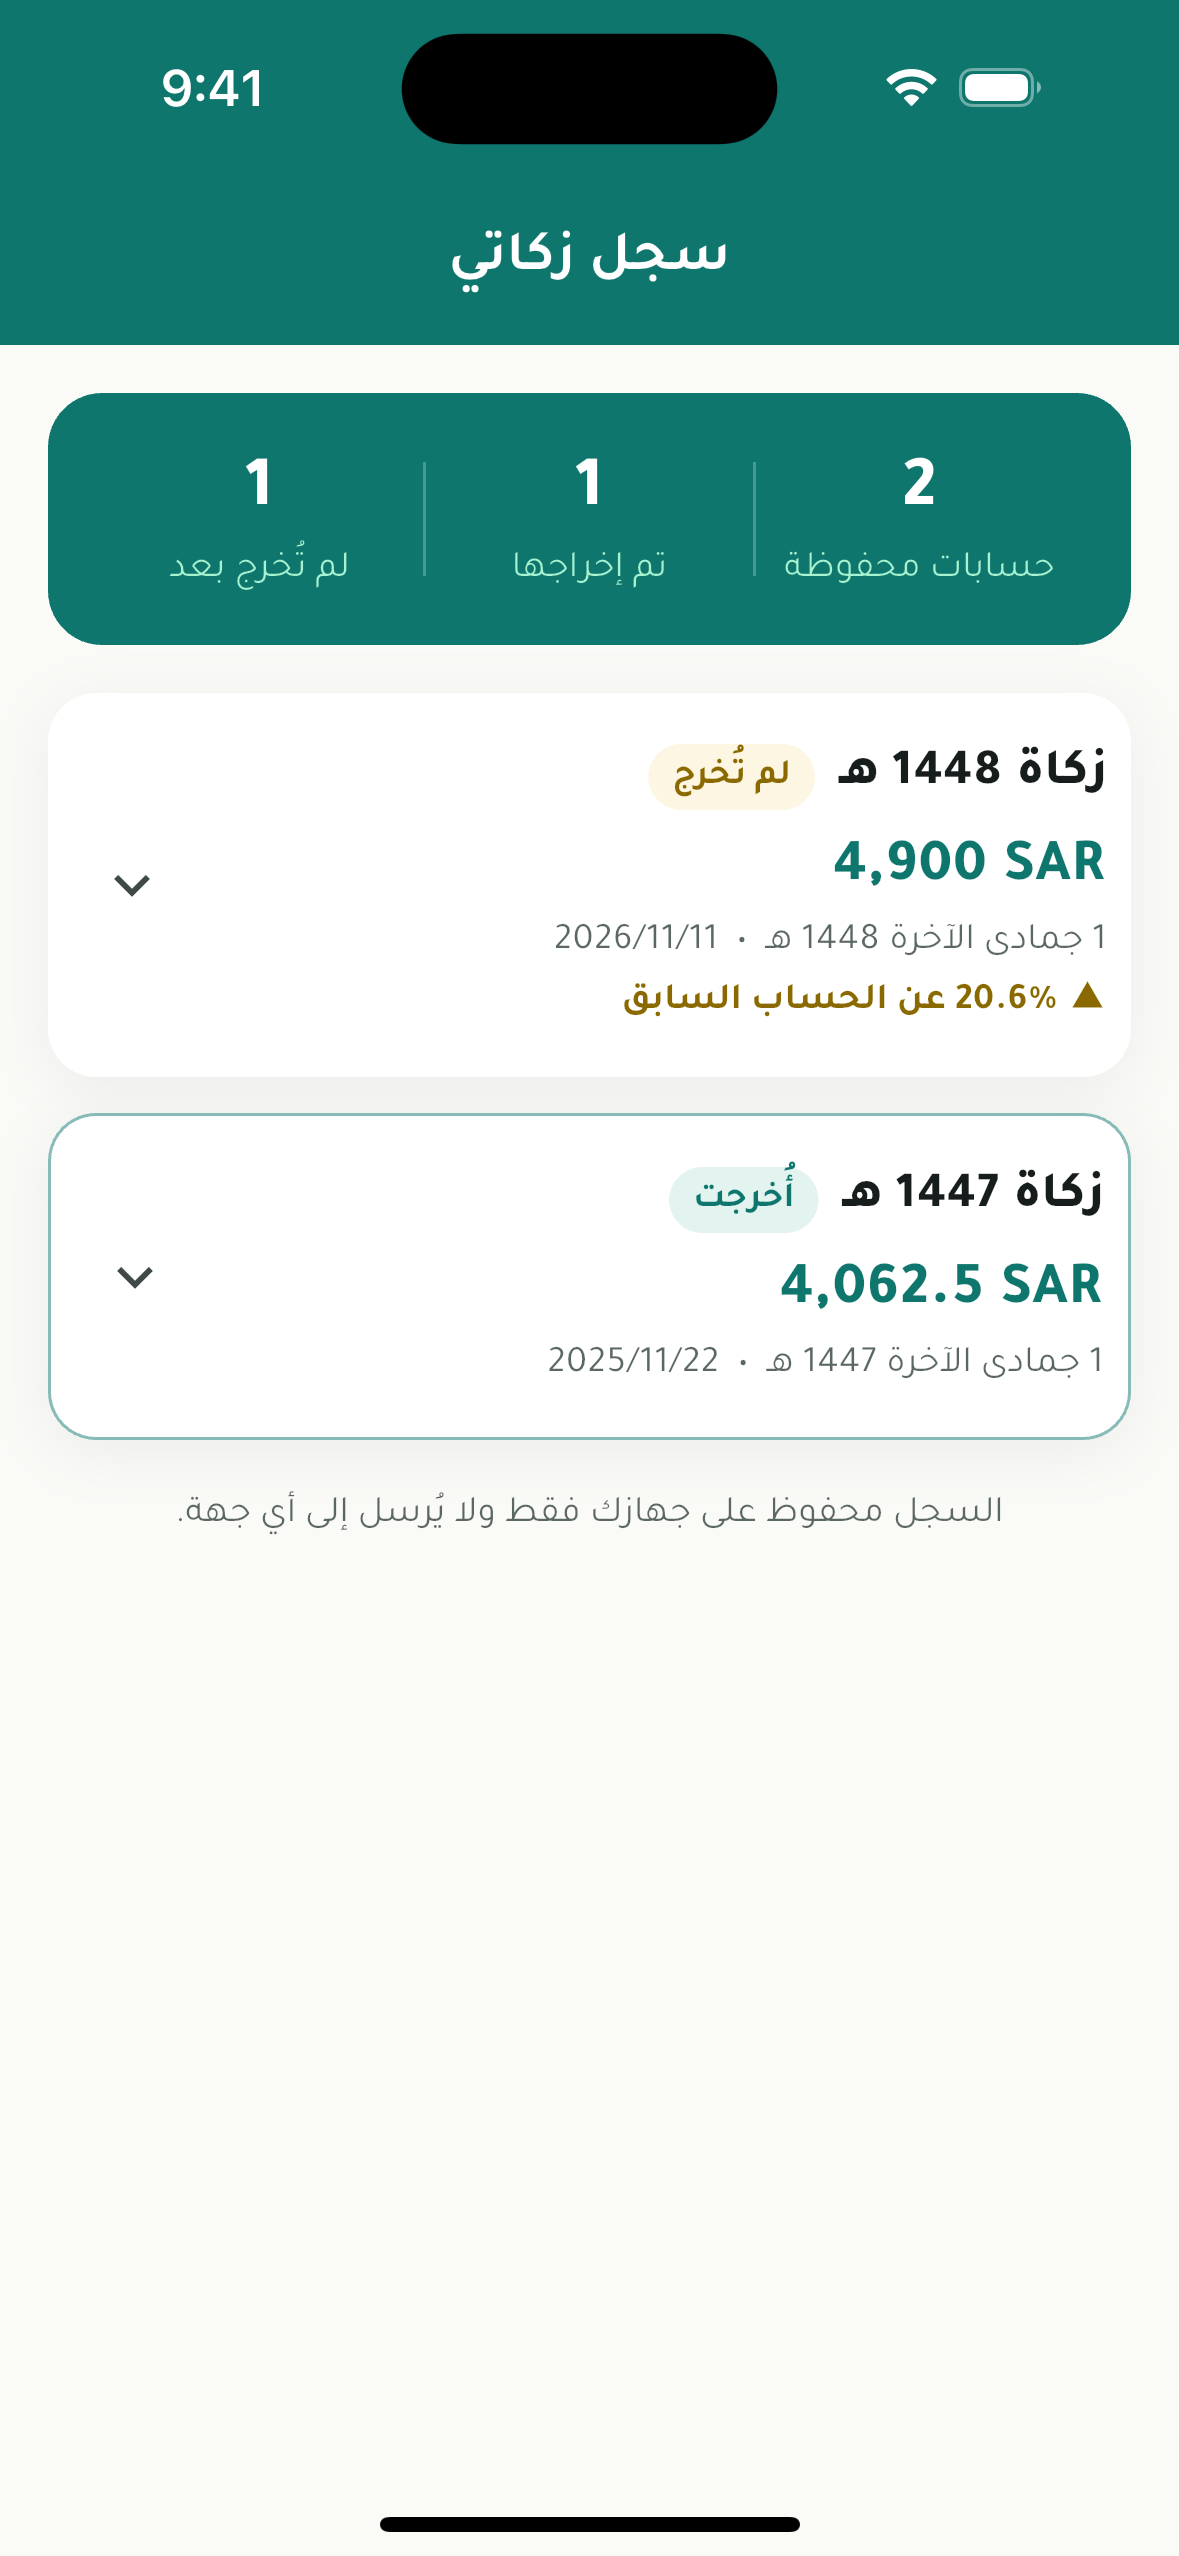 9:41
سجل زكاتي
2
حسابات محفوظة
1
تم إخراجها
1
لم تُخرج بعد
زكاة 1448 هـ
لم تُخرج
4,900 SAR
1 جمادى الآخرة 1448 هـ • 2026/11/11
▲ 20.6% عن الحساب السابق
زكاة 1447 هـ
أُخرجت
4,062.5 SAR
1 جمادى الآخرة 1447 هـ • 2025/11/22
السجل محفوظ على جهازك فقط ولا يُرسل إلى أي جهة.